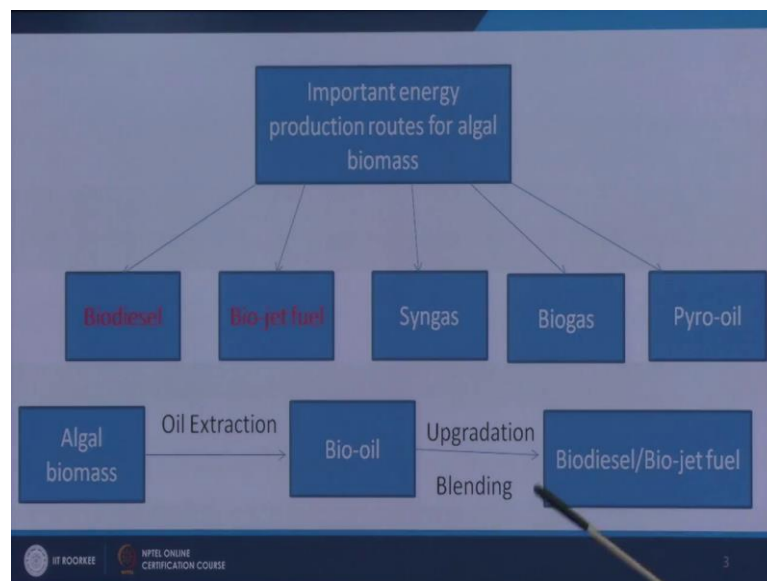 Important energy
production routes for algal
biomass
Biodiesel
Bio-jet fuel
Syngas
Biogas
Pyro-oil
Algal
biomass
Oil Extraction
Bio-oil
Upgradation
Blending
Biodiesel/Bio-jet fuel
IIT ROORKEE
NPTEL ONLINE
CERTIFICATION COURSE
3